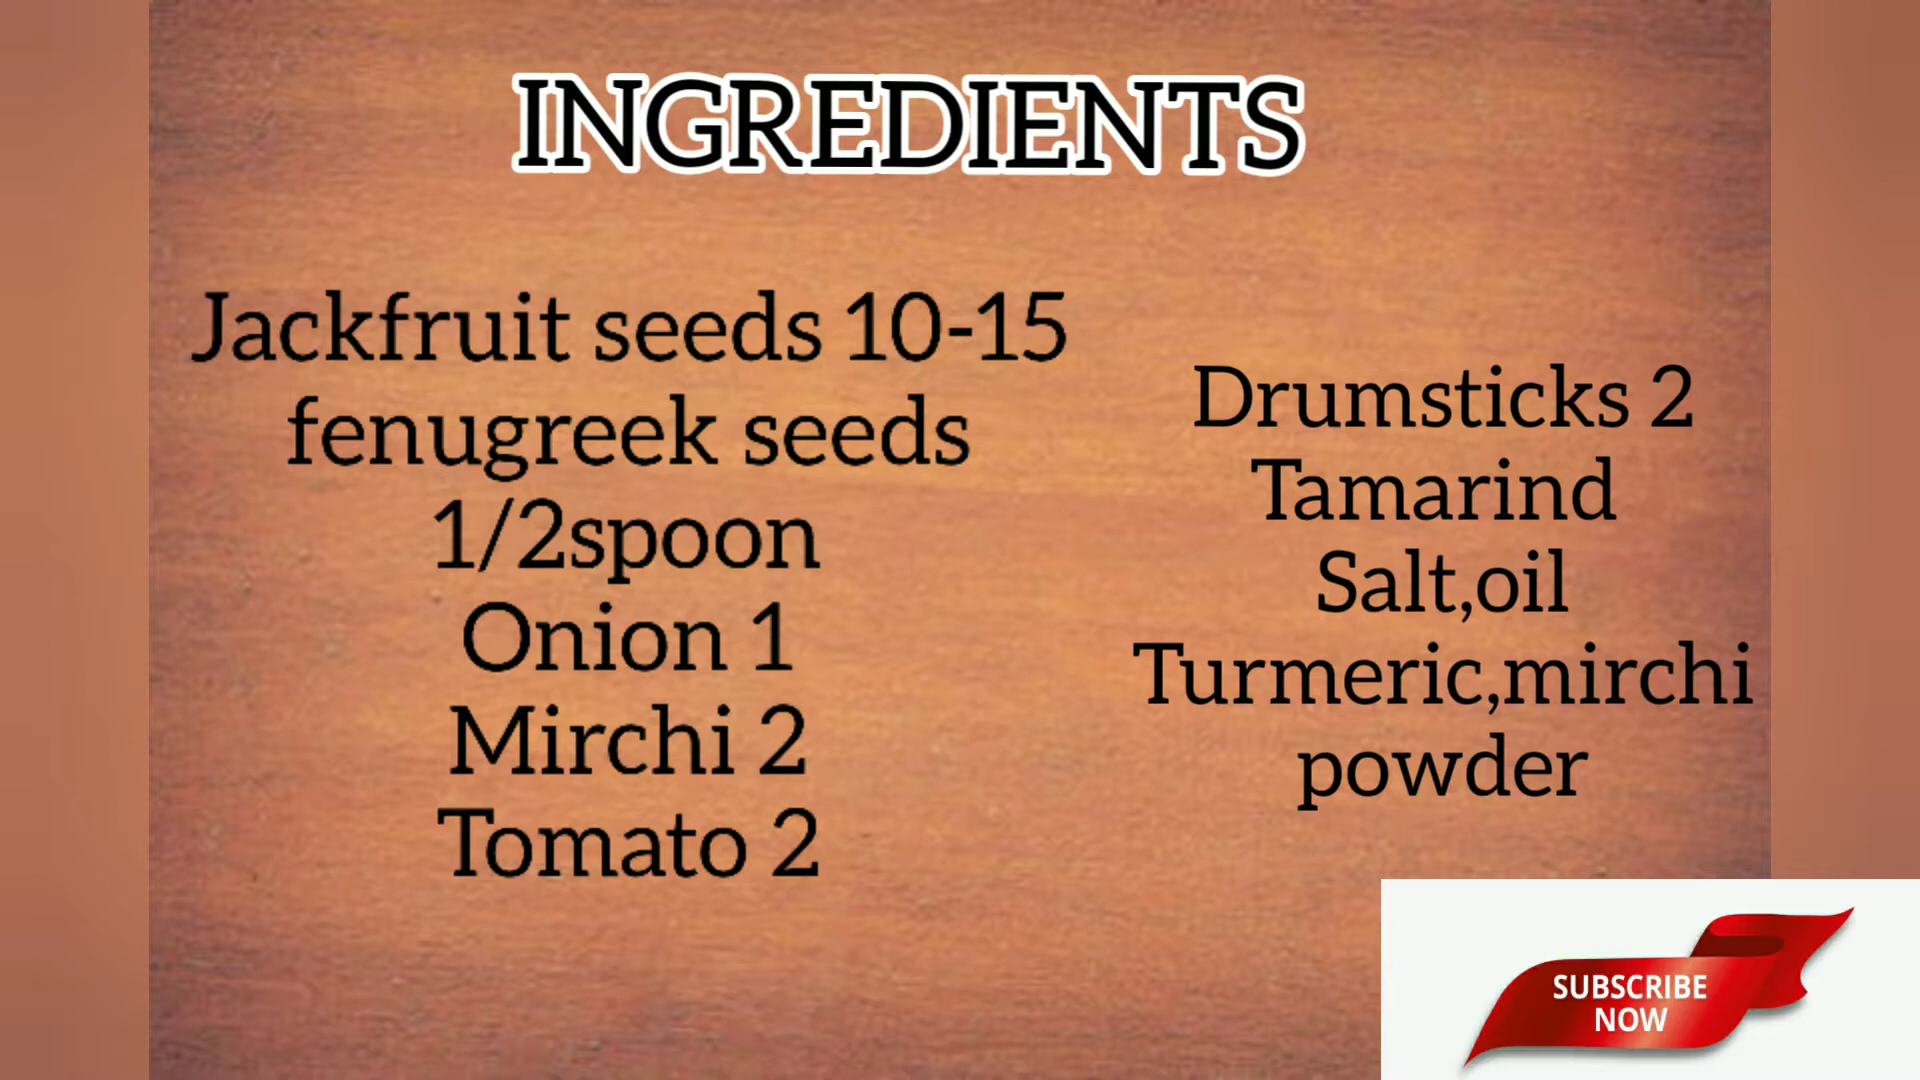 INGREDIENTS
Jackfruit seeds 10-15
fenugreek seeds
1/2spoon
Onion 1
Mirchi 2
Tomato 2
Drumsticks 2
Tamarind
Salt,oil
Turmeric,mirchi
powder
SUBSCRIBE
NOW